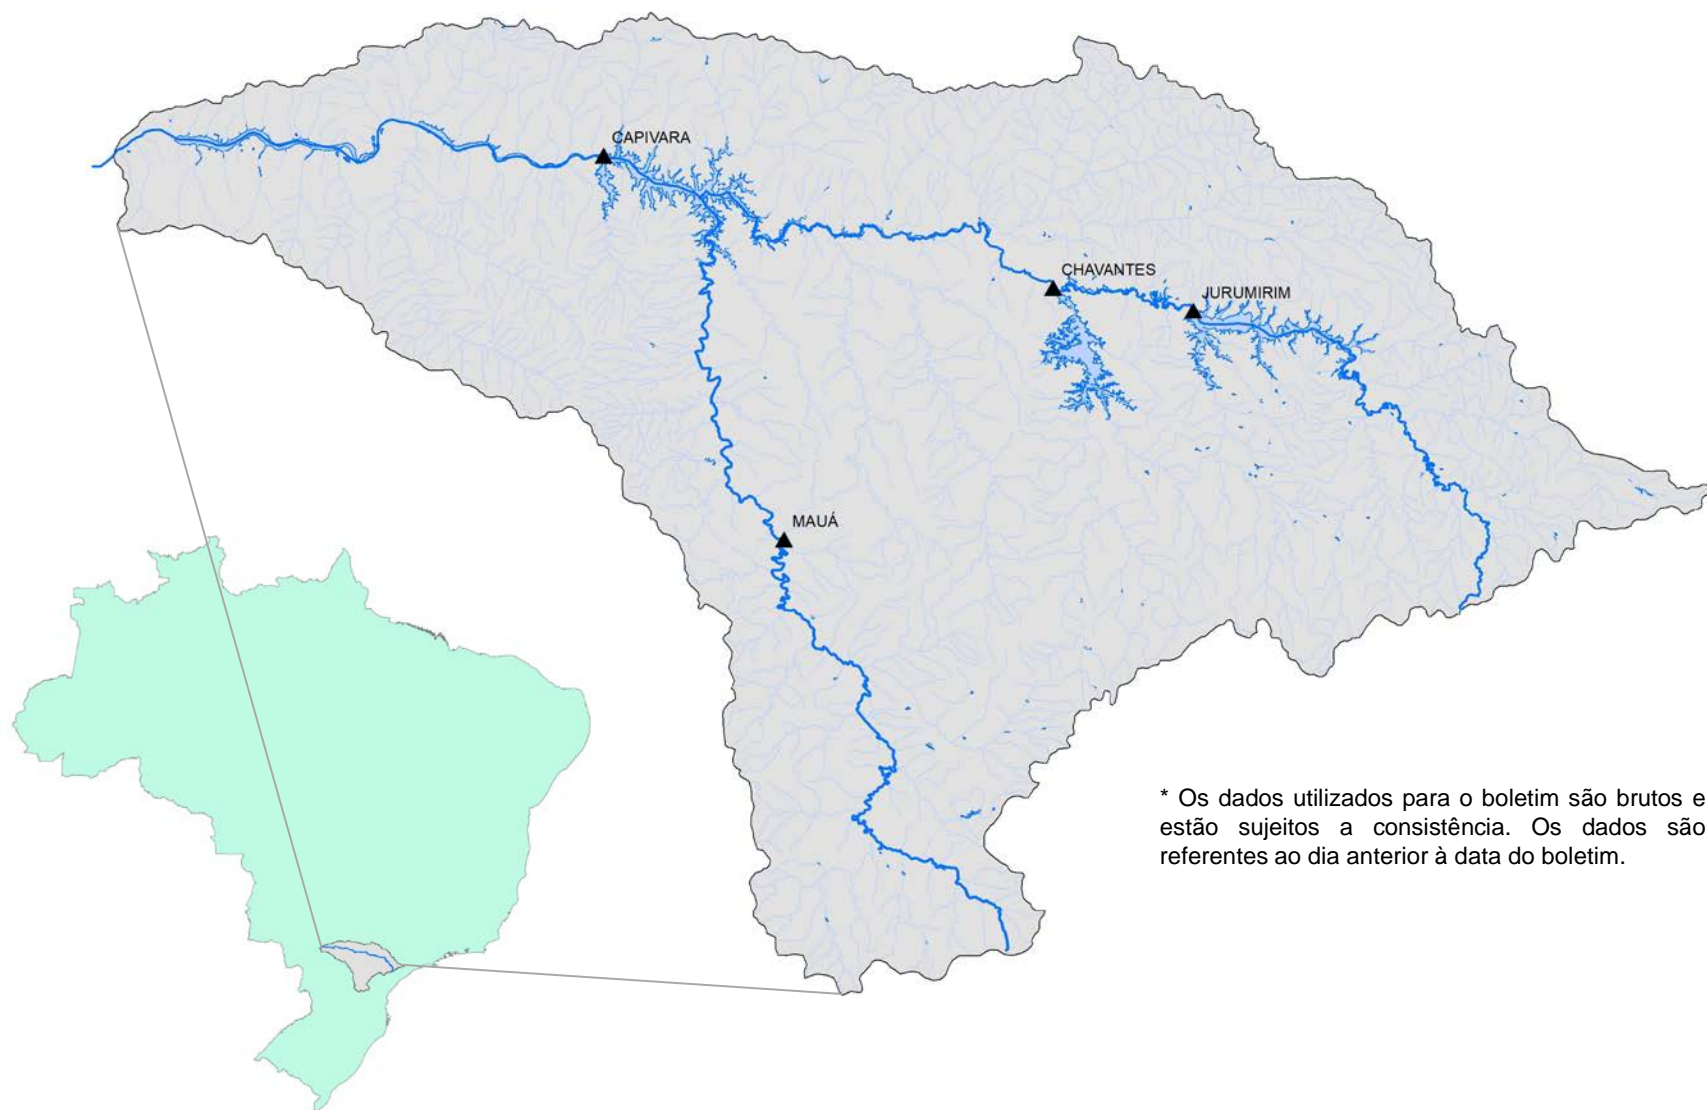 CAPIVARA
CHAVANTES
JURUMIRIM
MAUÁ
* Os dados utilizados para o boletim são brutos e
estão sujeitos a consistência. Os dados são
referentes ao dia anterior à data do boletim.